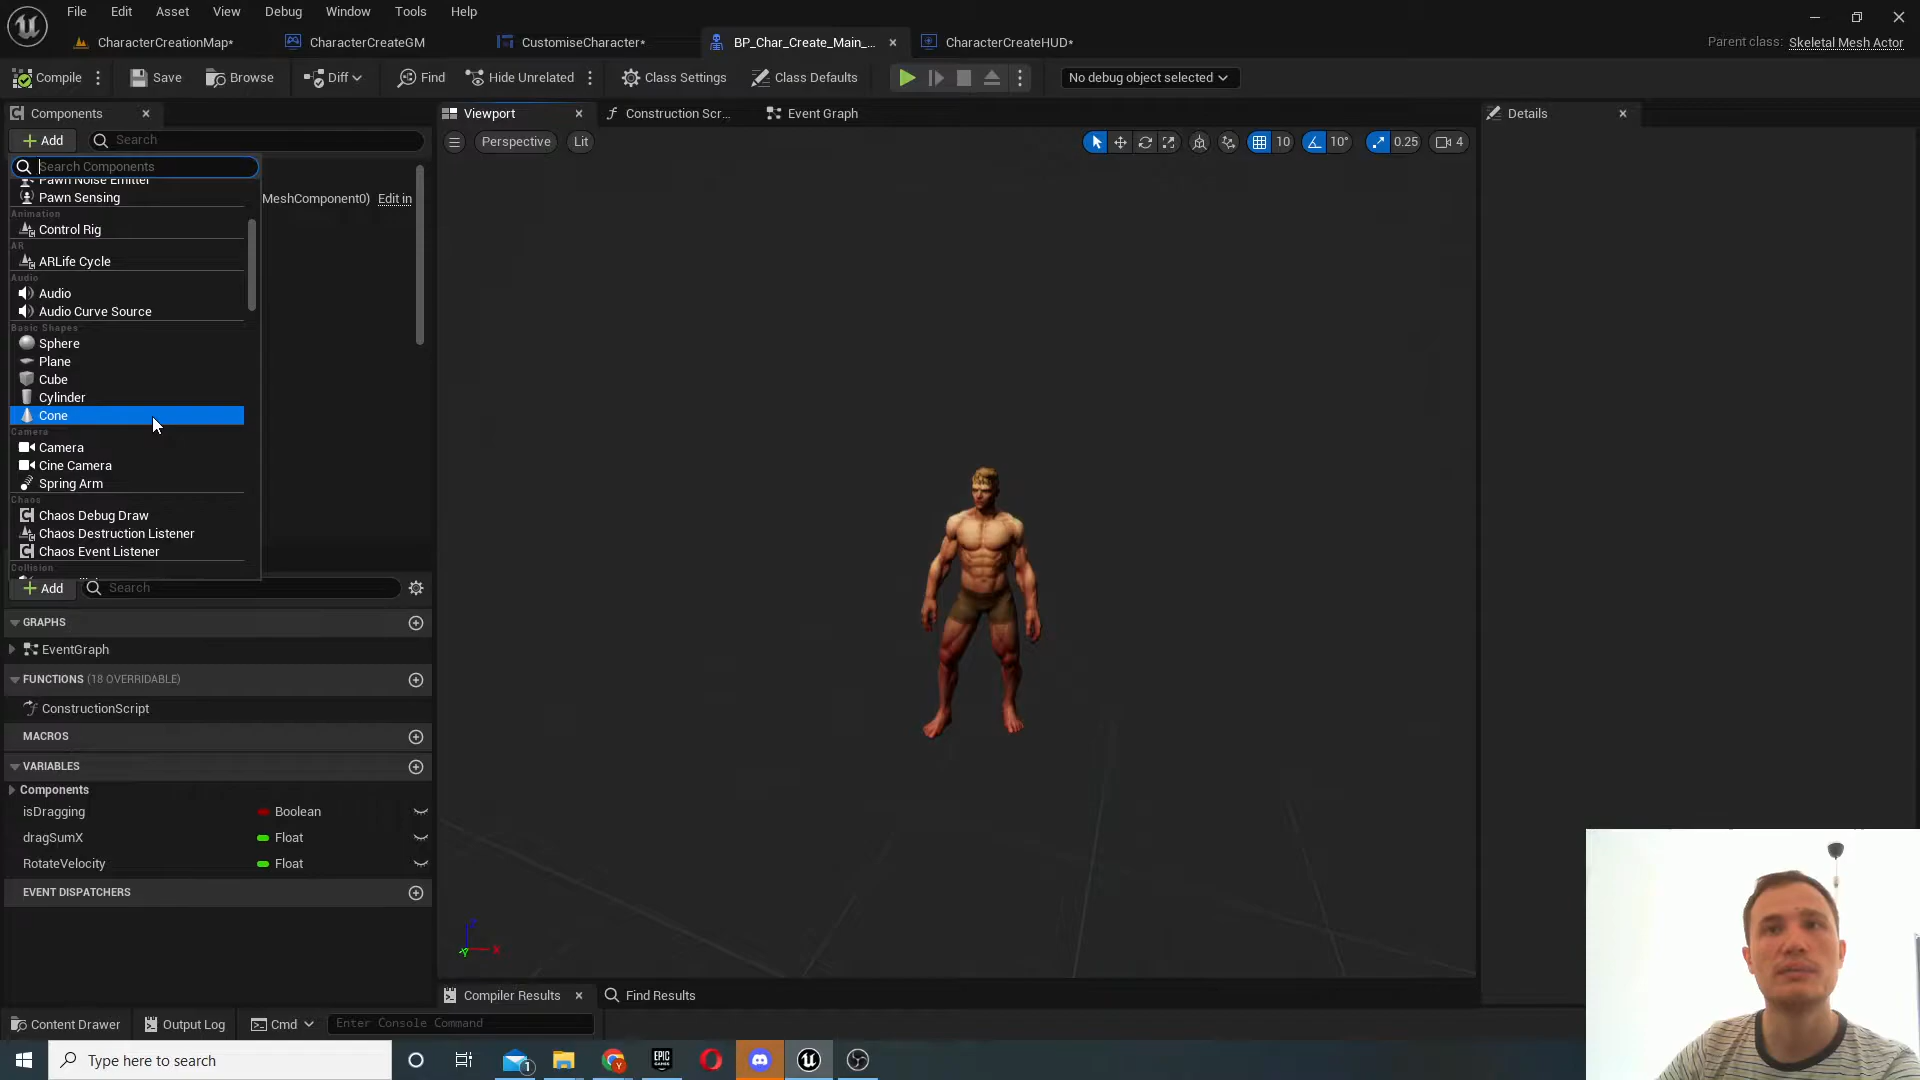 File Edit Asset View Debug Window Tools Help
CharacterCreationMap* CharacterCreateGM CustomiseCharacter* BP_Char_Create_Main_... CharacterCreateHUD* Parent class: Skeletal Mesh Actor
Compile Save Browse Diff Find Hide Unrelated Class Settings Class Defaults No debug object selected
Components Viewport Construction Scr... Event Graph Details
Add Search Perspective Lit 10 10° 0.25 4
Search Components
Pawn Noise Emitter
Pawn Sensing MeshComponent0) Edit in
Animation
Control Rig
AR
ARLife Cycle
Audio
Audio
Audio Curve Source
Basic Shapes
Sphere
Plane
Cube
Cylinder
Cone
Camera
Camera
Cine Camera
Spring Arm
Chaos
Chaos Debug Draw
Chaos Destruction Listener
Chaos Event Listener
Collision
Add Search
GRAPHS
EventGraph
FUNCTIONS (18 OVERRIDABLE)
ConstructionScript
MACROS
VARIABLES
Components
isDragging Boolean
dragSumX Float
RotateVelocity Float
EVENT DISPATCHERS
X Y
Compiler Results Find Results
Content Drawer Output Log Cmd Enter Console Command
Type here to search 1 EPIC GAMES